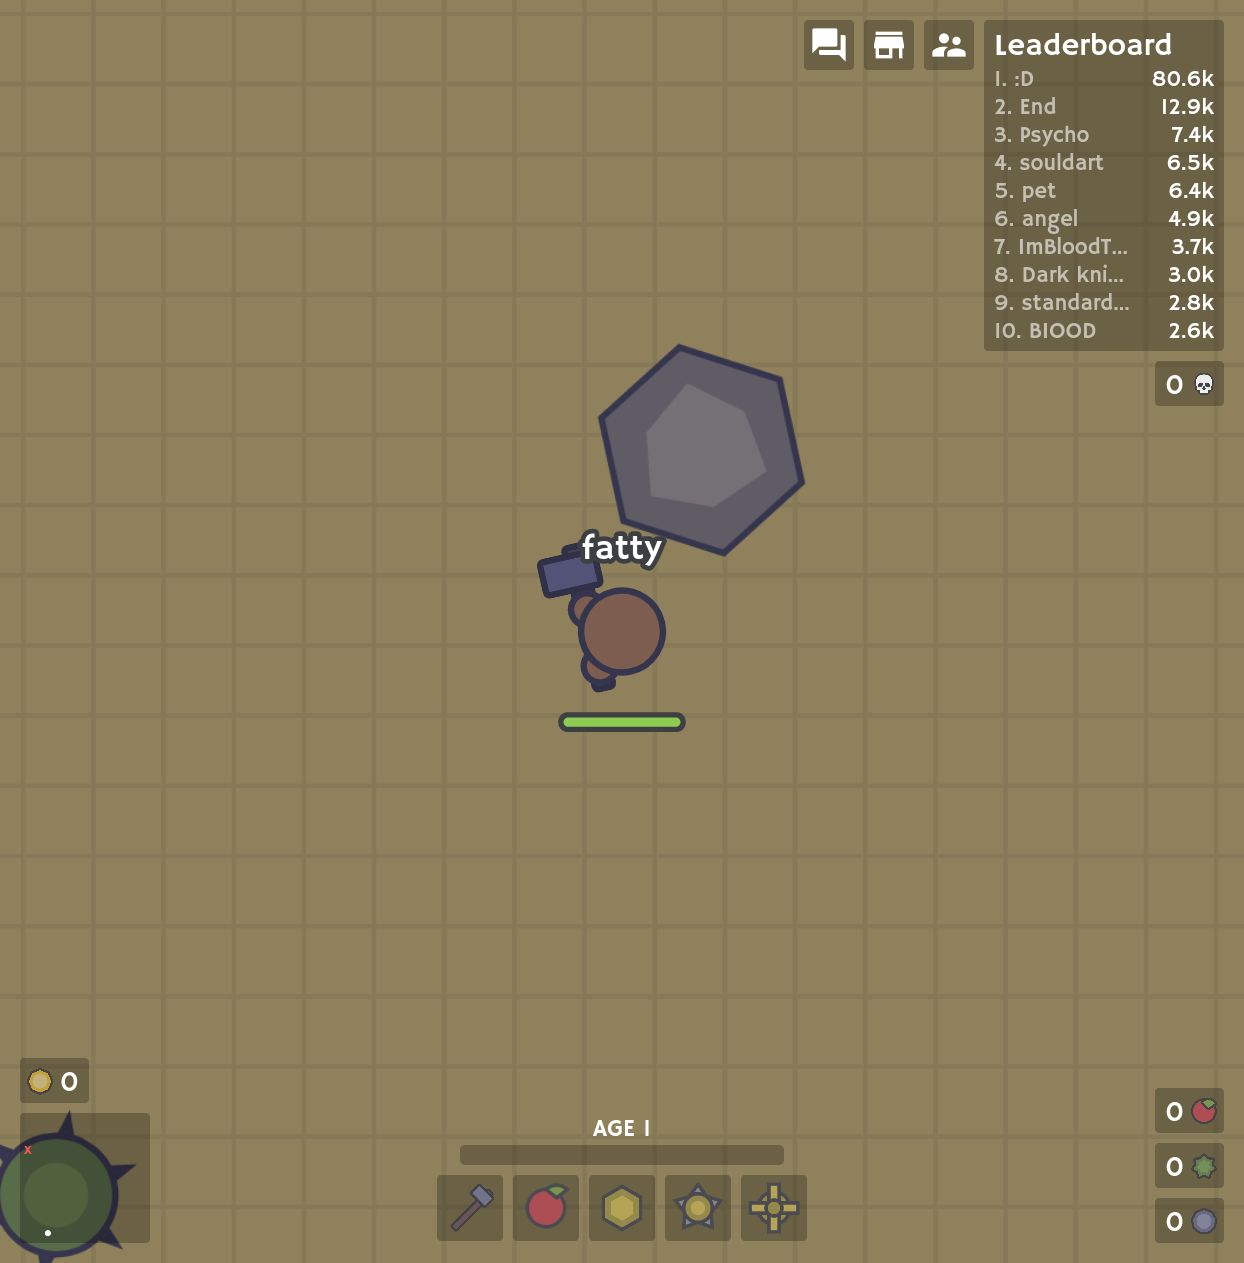 Leaderboard
1. :D 80.6k
2. End 12.9k
3. Psycho 7.4k
4. souldart 6.5k
5. pet 6.4k
6. angel 4.9k
7. ImBloodT... 3.7k
8. Dark kni... 3.0k
9. standard... 2.8k
10. BIOOD 2.6k
0
fatty
0
x
AGE 1
0
0
0